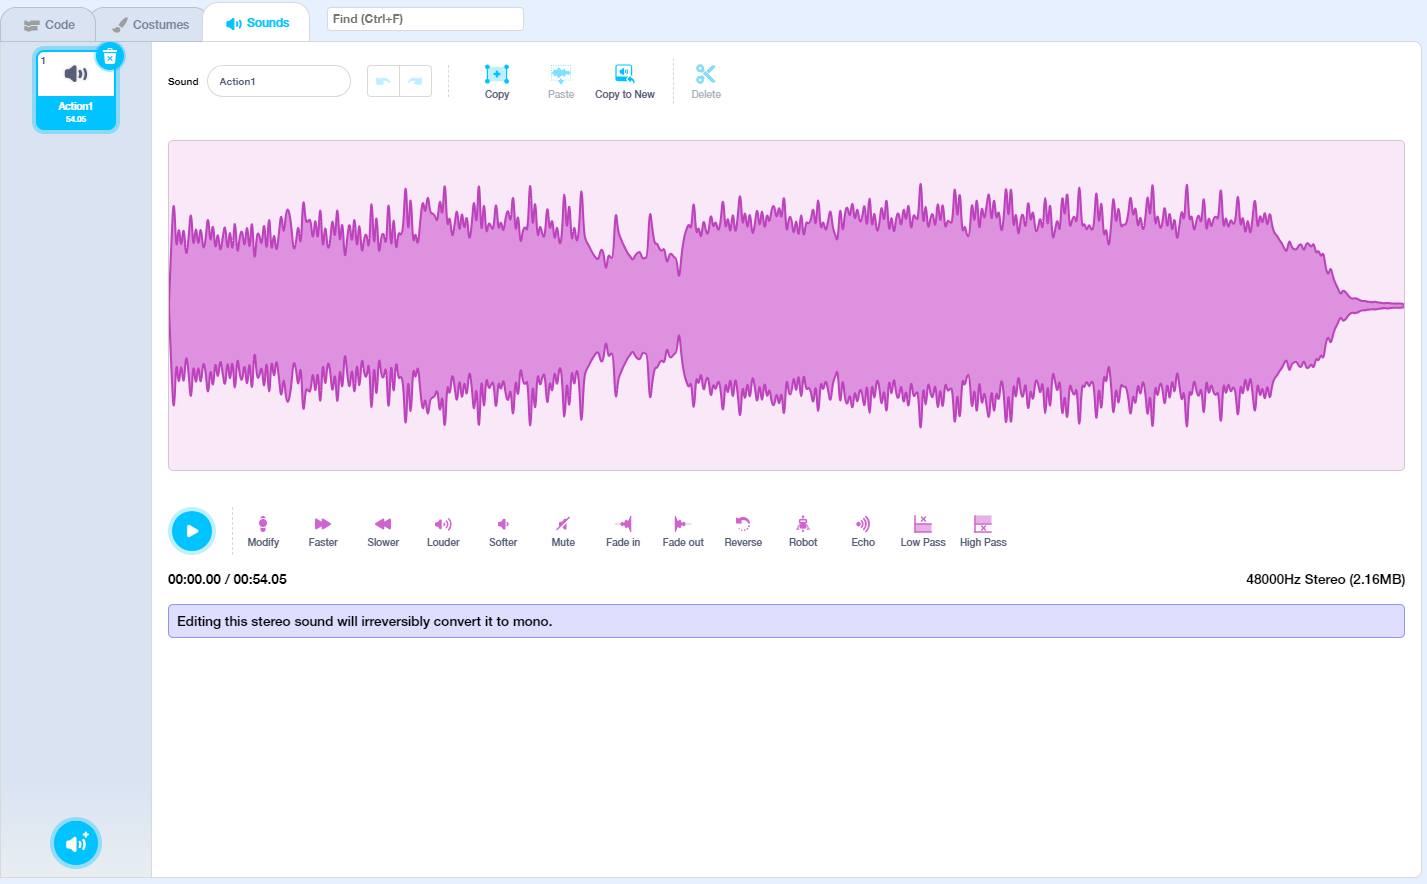 Code
Costumes
Sounds
Find (Ctrl+F)
1
Action1
54.05
Sound
Action1
Copy
Paste
Copy to New
Delete
Modify
Faster
Slower
Louder
Softer
Mute
Fade in
Fade out
Reverse
Robot
Echo
Low Pass
High Pass
00:00.00 / 00:54.05
48000Hz Stereo (2.16MB)
Editing this stereo sound will irreversibly convert it to mono.